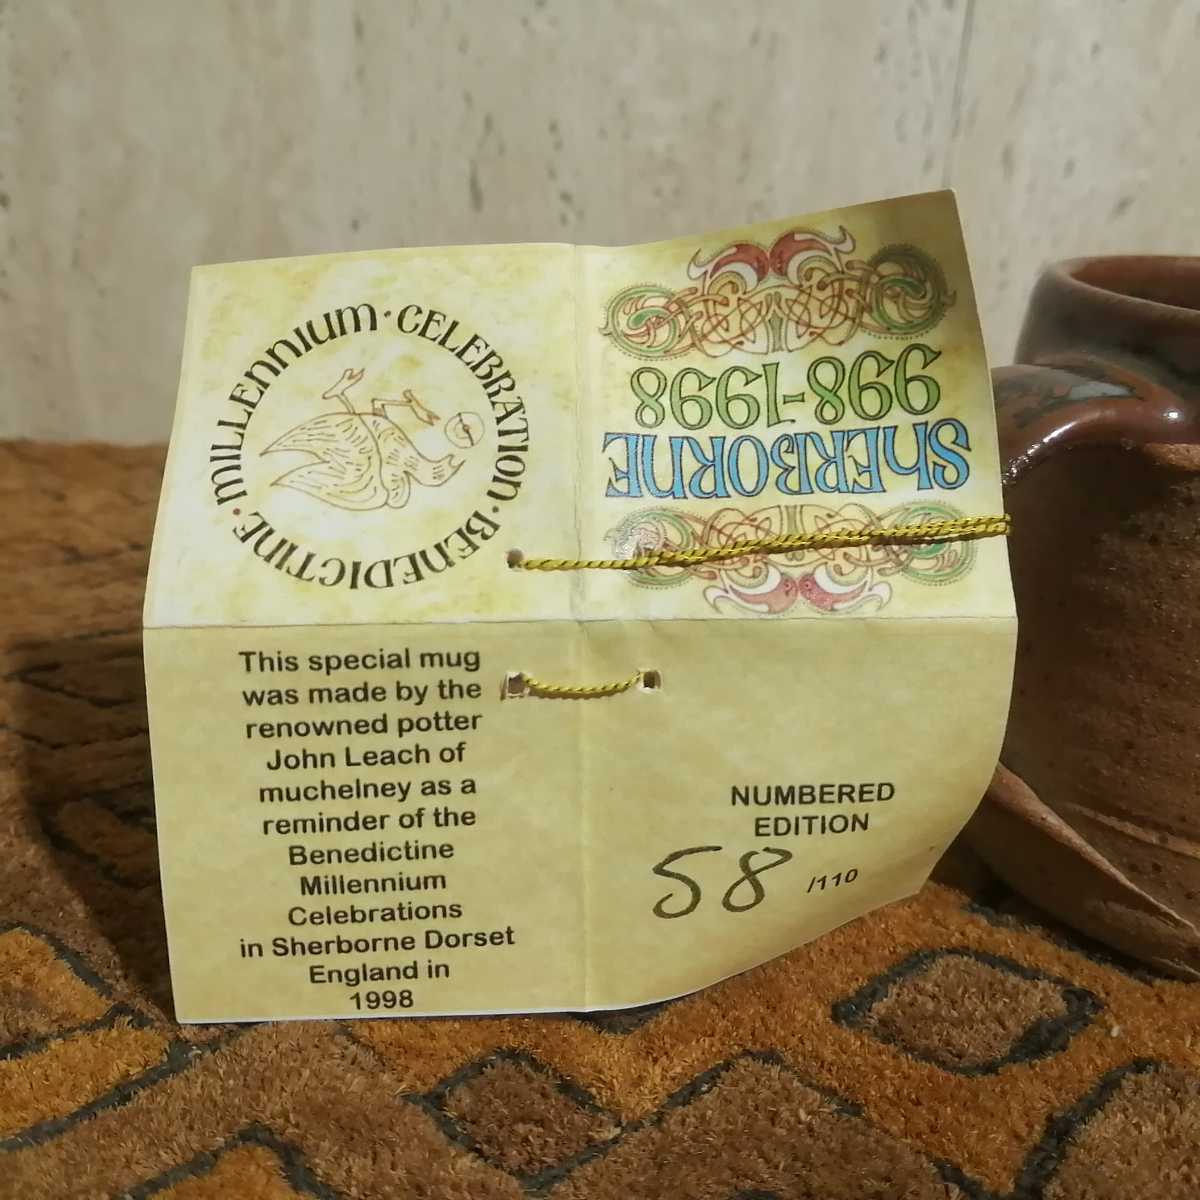 MILLENNIUM · CELEBRATION · BENEDICTINE ·
SHERBORNE
998-1998
This special mug
was made by the
renowned potter
John Leach of
muchelney as a
reminder of the
Benedictine
Millennium
Celebrations
in Sherborne Dorset
England in
1998
NUMBERED
EDITION
58 /110